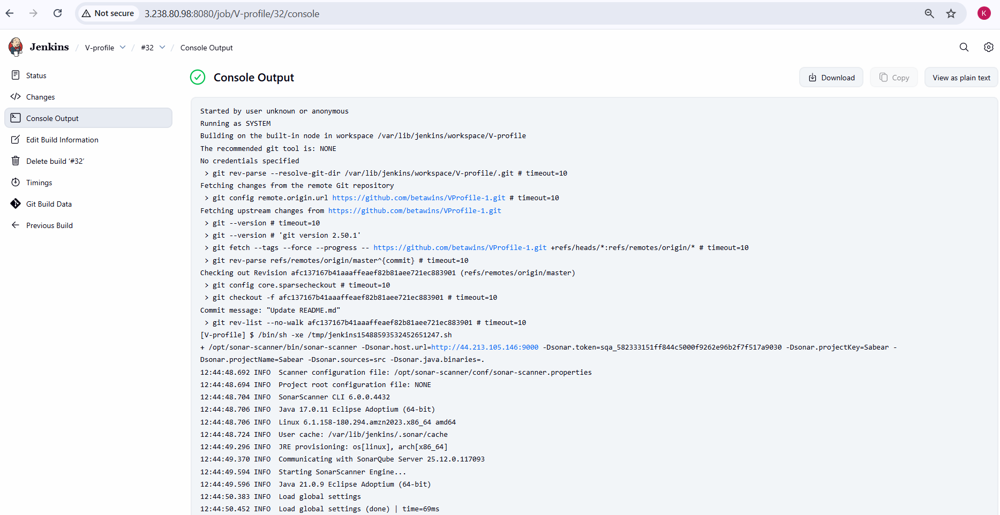 Not secure 3.238.80.98:8080/job/V-profile/32/console
K
Jenkins / V-profile / #32 / Console Output
Status
Changes
Console Output
Edit Build Information
Delete build ‘#32’
Timings
Git Build Data
Previous Build
Console Output
Download
Copy
View as plain text
Started by user unknown or anonymous
Running as SYSTEM
Building on the built-in node in workspace /var/lib/jenkins/workspace/V-profile
The recommended git tool is: NONE
No credentials specified
> git rev-parse --resolve-git-dir /var/lib/jenkins/workspace/V-profile/.git # timeout=10
Fetching changes from the remote Git repository
> git config remote.origin.url https://github.com/betawins/VProfile-1.git # timeout=10
Fetching upstream changes from https://github.com/betawins/VProfile-1.git
> git --version # timeout=10
> git --version # 'git version 2.50.1'
> git fetch --tags --force --progress -- https://github.com/betawins/VProfile-1.git +refs/heads/*:refs/remotes/origin/* # timeout=10
> git rev-parse refs/remotes/origin/master^{commit} # timeout=10
Checking out Revision afc137167b41aaaffeaef82b81aee721ec883901 (refs/remotes/origin/master)
> git config core.sparsecheckout # timeout=10
> git checkout -f afc137167b41aaaffeaef82b81aee721ec883901 # timeout=10
Commit message: "Update README.md"
> git rev-list --no-walk afc137167b41aaaffeaef82b81aee721ec883901 # timeout=10
[V-profile] $ /bin/sh -xe /tmp/jenkins15488593532452651247.sh
+ /opt/sonar-scanner/bin/sonar-scanner -Dsonar.host.url=http://44.213.105.146:9000 -Dsonar.token=sqa_582333151ff844c5000f9262e96b2f7f517a9030 -Dsonar.projectKey=Sabear -
Dsonar.projectName=Sabear -Dsonar.sources=src -Dsonar.java.binaries=.
12:44:48.692 INFO  Scanner configuration file: /opt/sonar-scanner/conf/sonar-scanner.properties
12:44:48.694 INFO  Project root configuration file: NONE
12:44:48.704 INFO  SonarScanner CLI 6.0.0.4432
12:44:48.706 INFO  Java 17.0.11 Eclipse Adoptium (64-bit)
12:44:48.706 INFO  Linux 6.1.158-180.294.amzn2023.x86_64 amd64
12:44:48.724 INFO  User cache: /var/lib/jenkins/.sonar/cache
12:44:49.296 INFO  JRE provisioning: os[linux], arch[x86_64]
12:44:49.370 INFO  Communicating with SonarQube Server 25.12.0.117093
12:44:49.594 INFO  Starting SonarScanner Engine...
12:44:49.596 INFO  Java 21.0.9 Eclipse Adoptium (64-bit)
12:44:50.383 INFO  Load global settings
12:44:50.452 INFO  Load global settings (done) | time=69ms